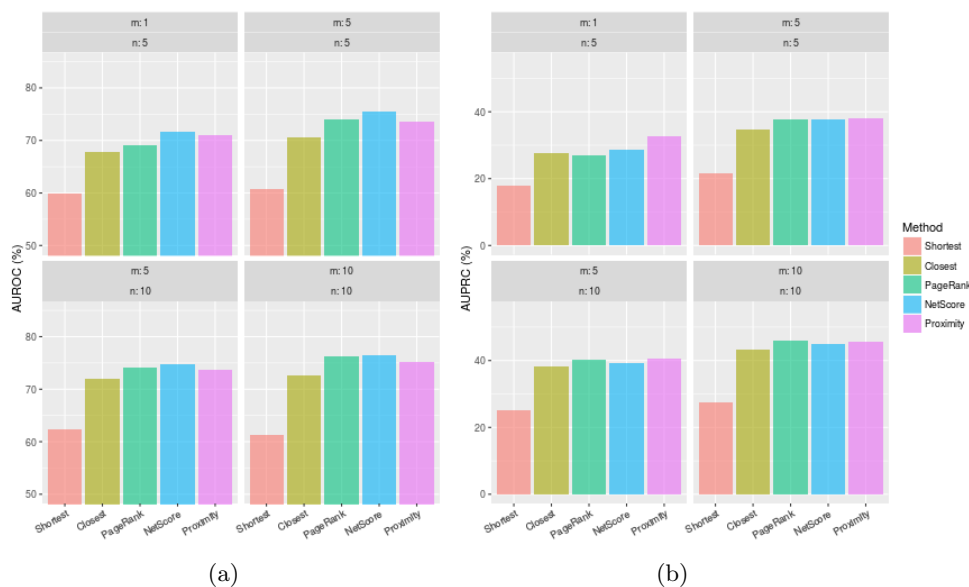 m: 1
n: 5
m: 5
n: 5
80
70
60
50
m: 5
n: 10
m: 10
n: 10
80
70
60
50
AUROC (%)
Shortest
Closest
PageRank
NetScore
Proximity
Shortest
Closest
PageRank
NetScore
Proximity
(a)
m: 1
n: 5
m: 5
n: 5
40
20
0
m: 5
n: 10
m: 10
n: 10
40
20
0
AUPRC (%)
Shortest
Closest
PageRank
NetScore
Proximity
Shortest
Closest
PageRank
NetScore
Proximity
(b)
Method
Shortest
Closest
PageRank
NetScore
Proximity